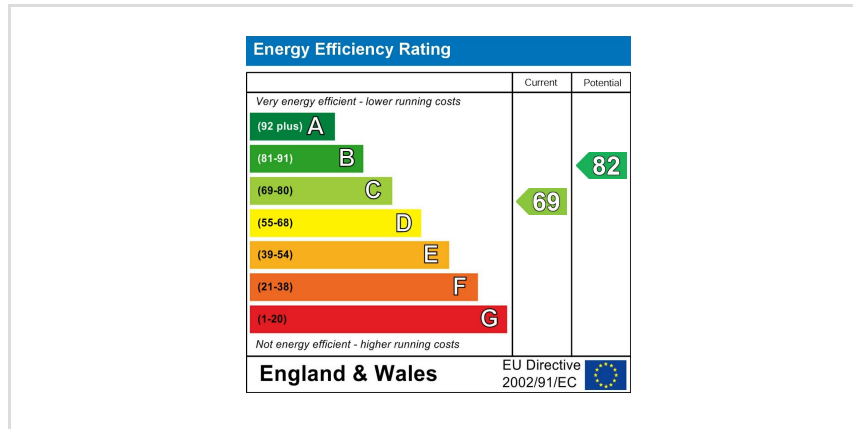 Energy Efficiency Rating
Current Potential
Very energy efficient - lower running costs
(92 plus) A
(81-91) B
82
(69-80) C
69
(55-68) D
(39-54) E
(21-38) F
(1-20) G
Not energy efficient - higher running costs
England & Wales
EU Directive
2002/91/EC